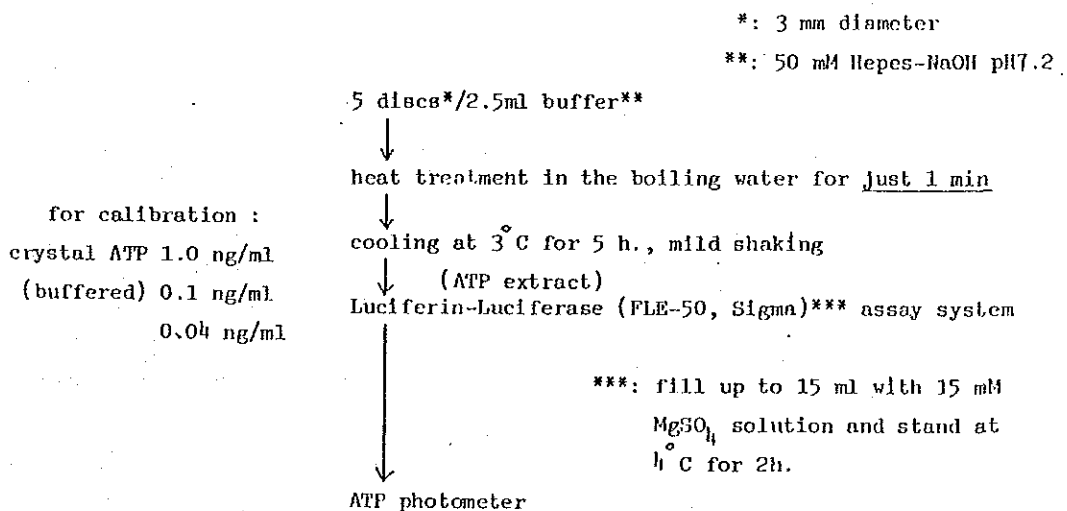 *: 3 mm diameter
**: 50 mM Hepes-NaOH pH7.2
5 discs*/2.5ml buffer**
heat treatment in the boiling water for just 1 min
for calibration :
crystal ATP 1.0 ng/ml
(buffered) 0.1 ng/ml
0.04 ng/ml
cooling at 3°C for 5 h., mild shaking
(ATP extract)
Luciferin-Luciferase (FLE-50, Sigma)*** assay system
***: fill up to 15 ml with 15 mM
MgSO4 solution and stand at
4°C for 2h.
ATP photometer